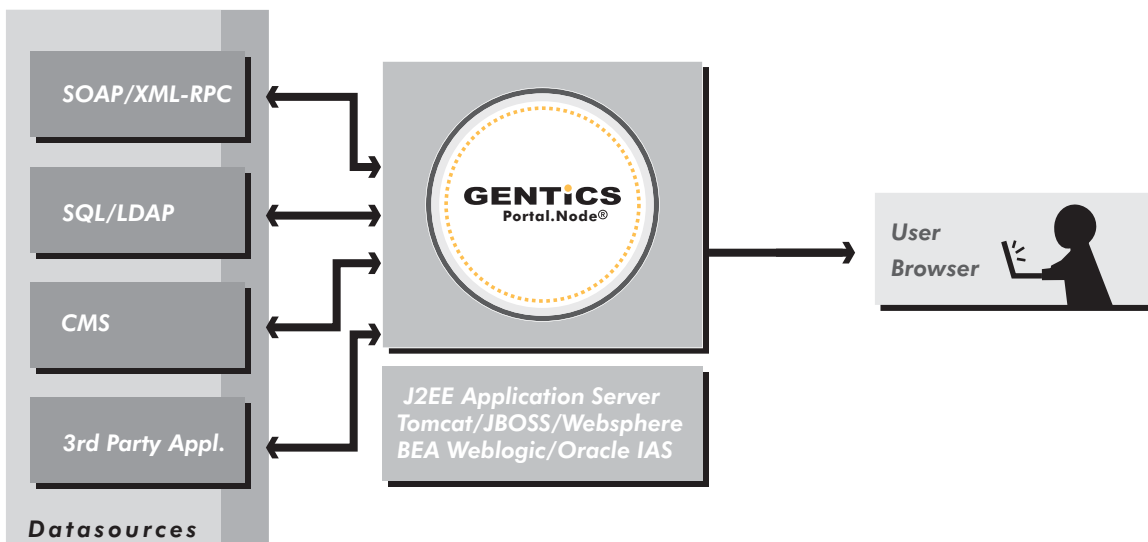 SOAP/XML-RPC
SQL/LDAP
CMS
3rd Party Appl.
Datasources
GENTiCS
Portal.Node®
J2EE Application Server
Tomcat/JBOSS/Websphere
BEA Weblogic/Oracle IAS
User
Browser